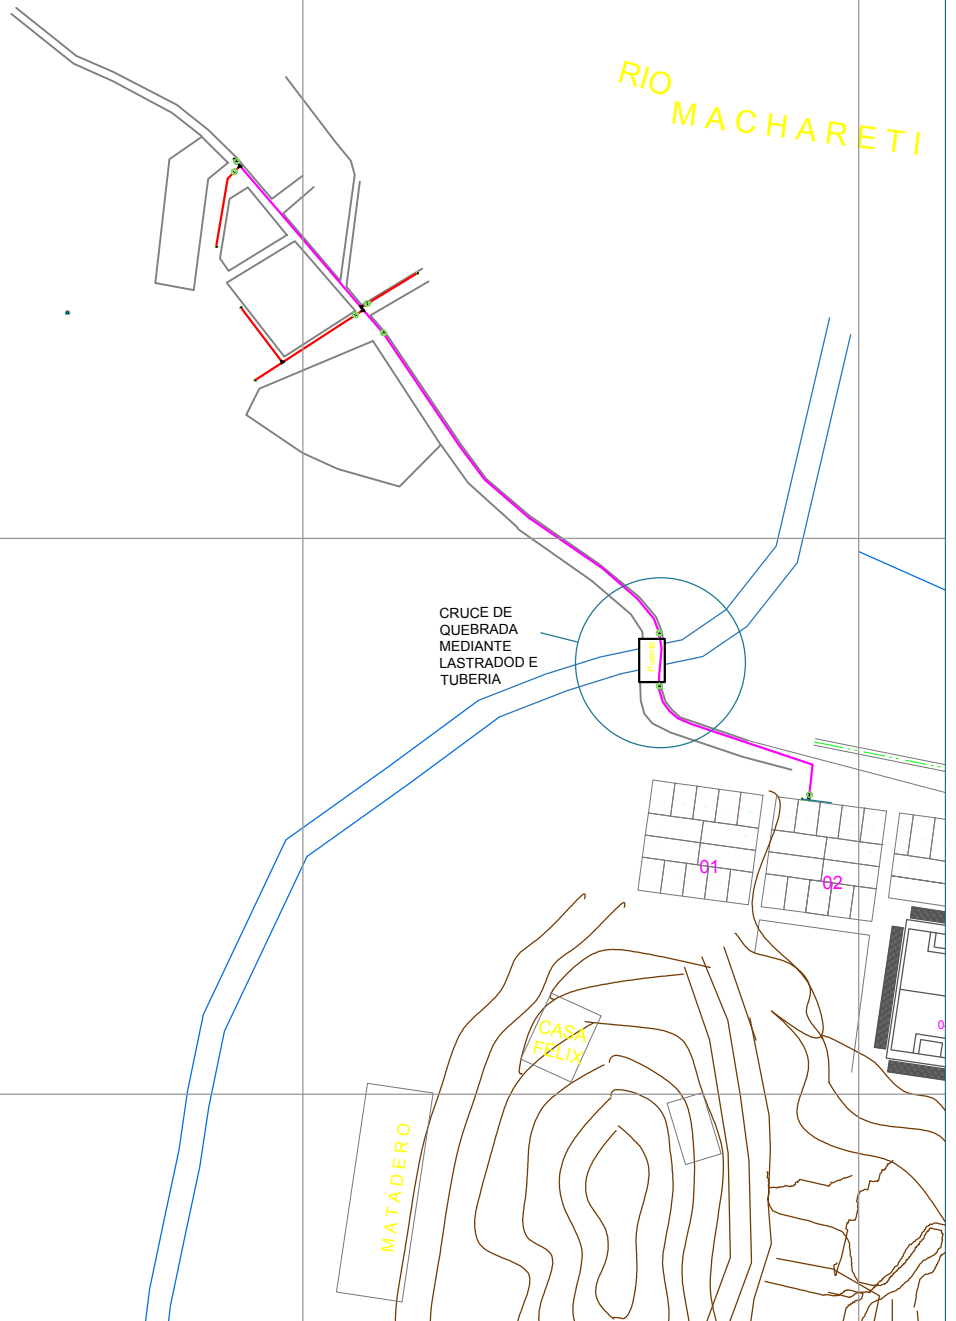 RIO
MACHARETI
CRUCE DE
QUEBRADA
MEDIANTE
LASTRADOD E
TUBERIA
Puente
01
02
CASA
FELIX
MATADERO